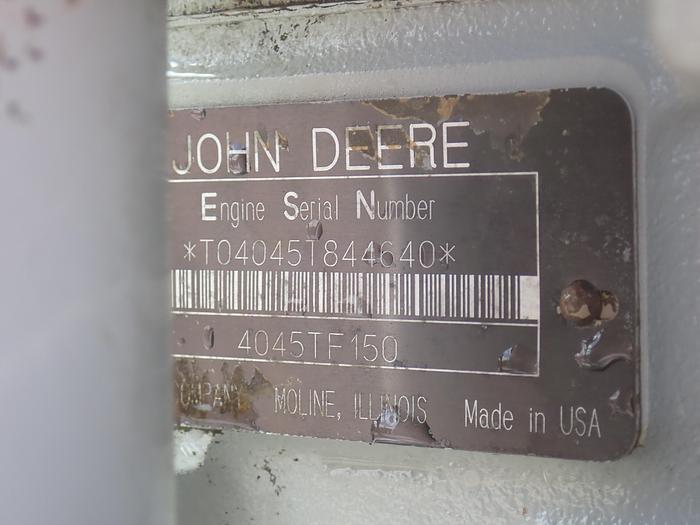 JOHN DEERE
Engine Serial Number
*T04045T844640*
4045TF150
MOLINE, ILLINOIS Made in USA